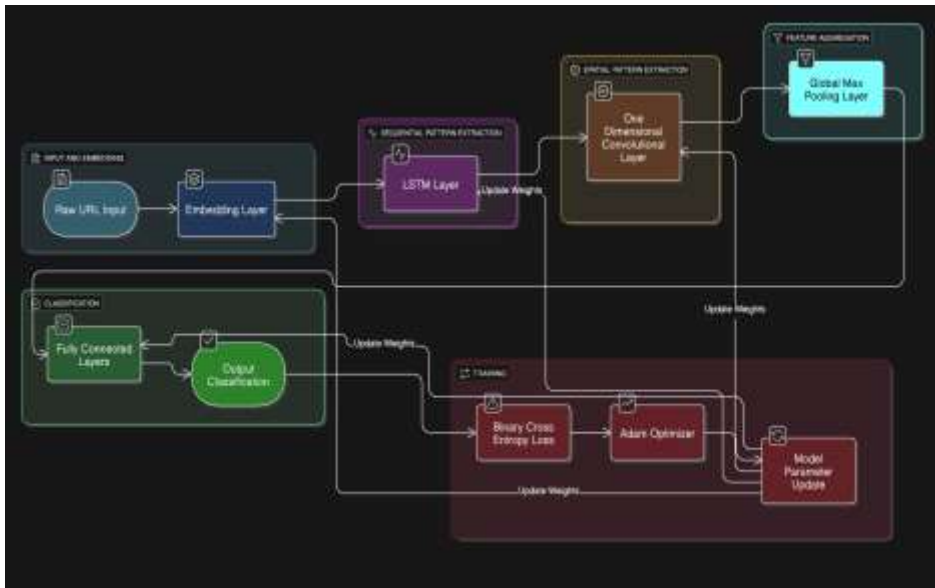 FEATURE AGGREGATION
Global Max
Pooling Layer
SPATIAL PATTERN EXTRACTION
One
Dimensional
Convolutional
Layer
SEQUENTIAL PATTERN EXTRACTION
LSTM Layer
Update Weights
INPUT AND EMBEDDING
Raw URL Input
Embedding Layer
CLASSIFICATION
Fully Connected
Layers
Output
Classification
Update Weights
Update Weights
TRAINING
Binary Cross
Entropy Loss
Adam Optimizer
Model
Parameter
Update
Update Weights